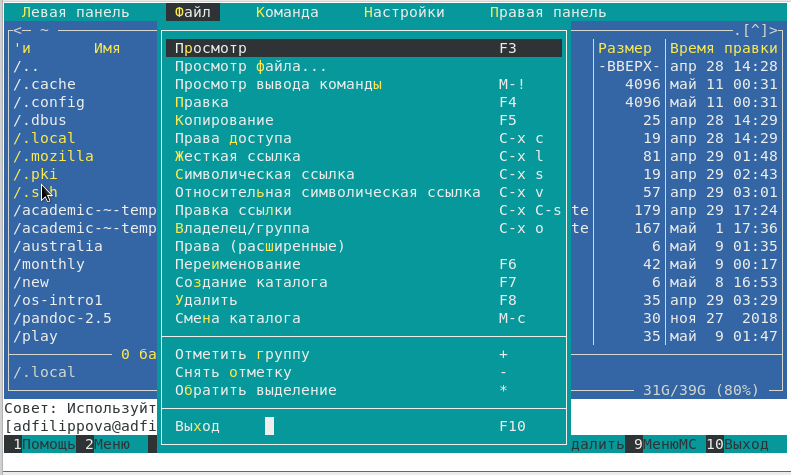 Левая панель Файл Команда Настройки Правая панель
<─ ~ .[^]>
'и Имя Размер Время правки
/.. -ВВЕРХ- апр 28 14:28
/.cache 4096 май 11 00:31
/.config 4096 май 11 00:31
/.dbus 25 апр 28 14:29
/.local 19 апр 28 14:29
/.mozilla 81 апр 29 01:48
/.pki 19 апр 29 02:43
/.s h 57 апр 29 03:01
/academic-~-temp te 179 апр 29 17:24
/academic-~-temp te 167 май 1 17:36
/australia 6 май 9 01:35
/monthly 42 май 9 00:17
/new 6 май 8 16:53
/os-intro1 35 апр 29 03:29
/pandoc-2.5 30 ноя 27 2018
/play 35 май 9 01:47
0 ба
/.local
31G/39G (80%)
Просмотр F3
Просмотр файла...
Просмотр вывода команды M-!
Правка F4
Копирование F5
Права доступа C-x c
Жесткая ссылка C-x l
Символическая ссылка C-x s
Относительная символическая ссылка C-x v
Правка ссылки C-x C-s
Владелец/группа C-x o
Права (расширенные)
Переименование F6
Создание каталога F7
Удалить F8
Смена каталога M-c
Отметить группу +
Снять отметку -
Обратить выделение *
Выход F10
Совет: Используйт
[adfilippova@adfi
1Помощь 2Меню далить 9МенюMC 10Выход